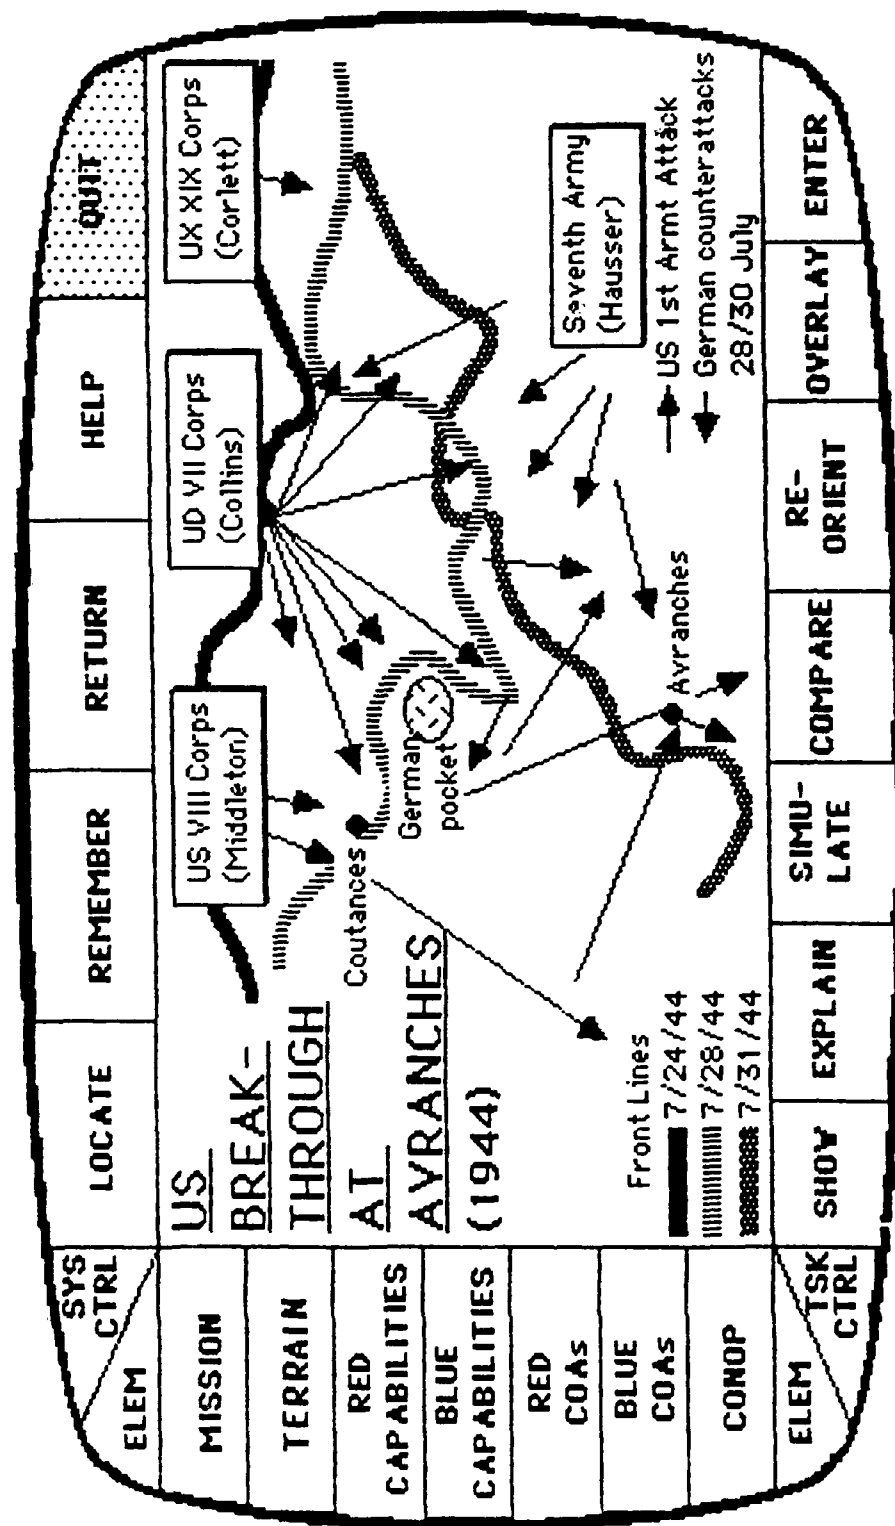 SYS
CTRL
ELEM
LOCATE
REMEMBER
RETURN
HELP
QUIT
MISSION
TERRAIN
RED
CAPABILITIES
BLUE
CAPABILITIES
RED
COAs
BLUE
COAs
CONOP
ELEM
TSK
CTRL
US
BREAK-
THROUGH
AT
AVRANCHES
(1944)
US VIII Corps
(Middleton)
UD VII Corps
(Collins)
UX XIX Corps
(Corlett)
Coutances
German
pocket
Avranches
Seventh Army
(Hausser)
US 1st Armt Attack
German counterattacks
28/30 July
Front Lines
7/24/44
7/28/44
7/31/44
SHOW
EXPLAIN
SIMU-
LATE
COMPARE
RE-
ORIENT
OVERLAY
ENTER